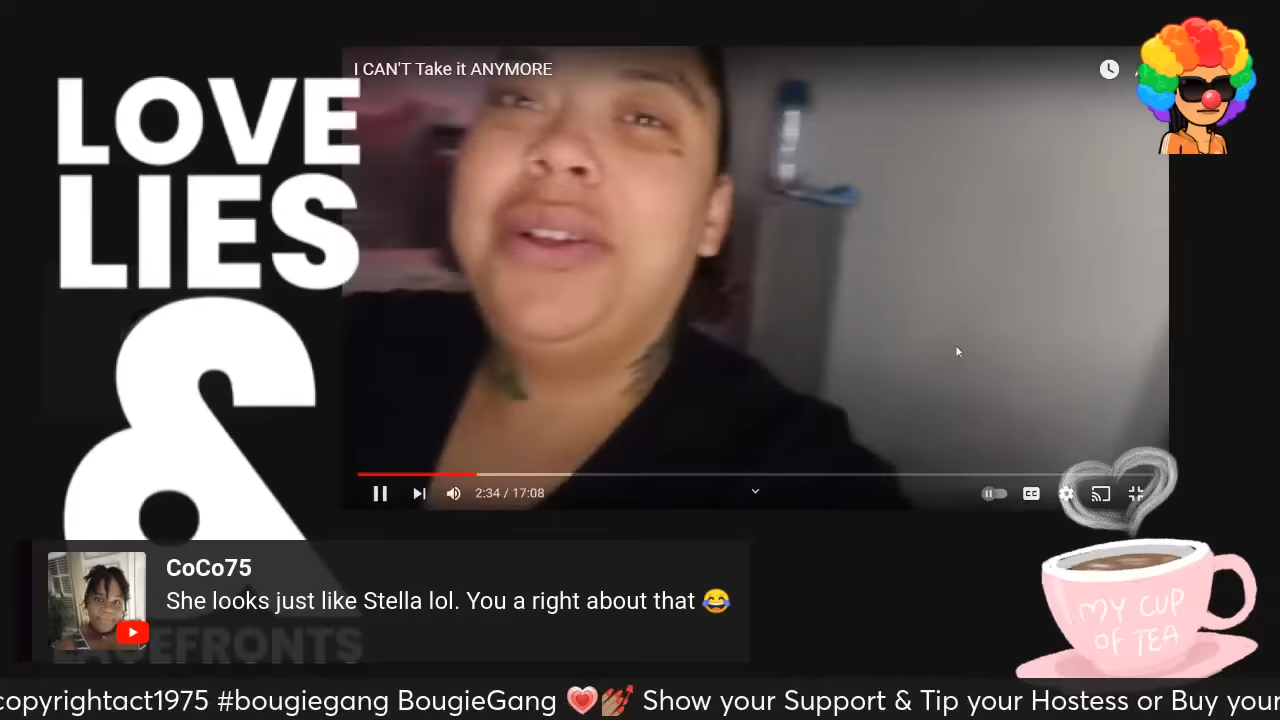 I CAN'T Take it ANYMORE
LOVE
LIES
&
2:34 / 17:08
CC
MY CUP
OF TEA
CoCo75
She looks just like Stella lol. You a right about that 😂
copyrightact1975 #bougiegang BougieGang 💗💅🏽 Show your Support & Tip your Hostess or Buy your